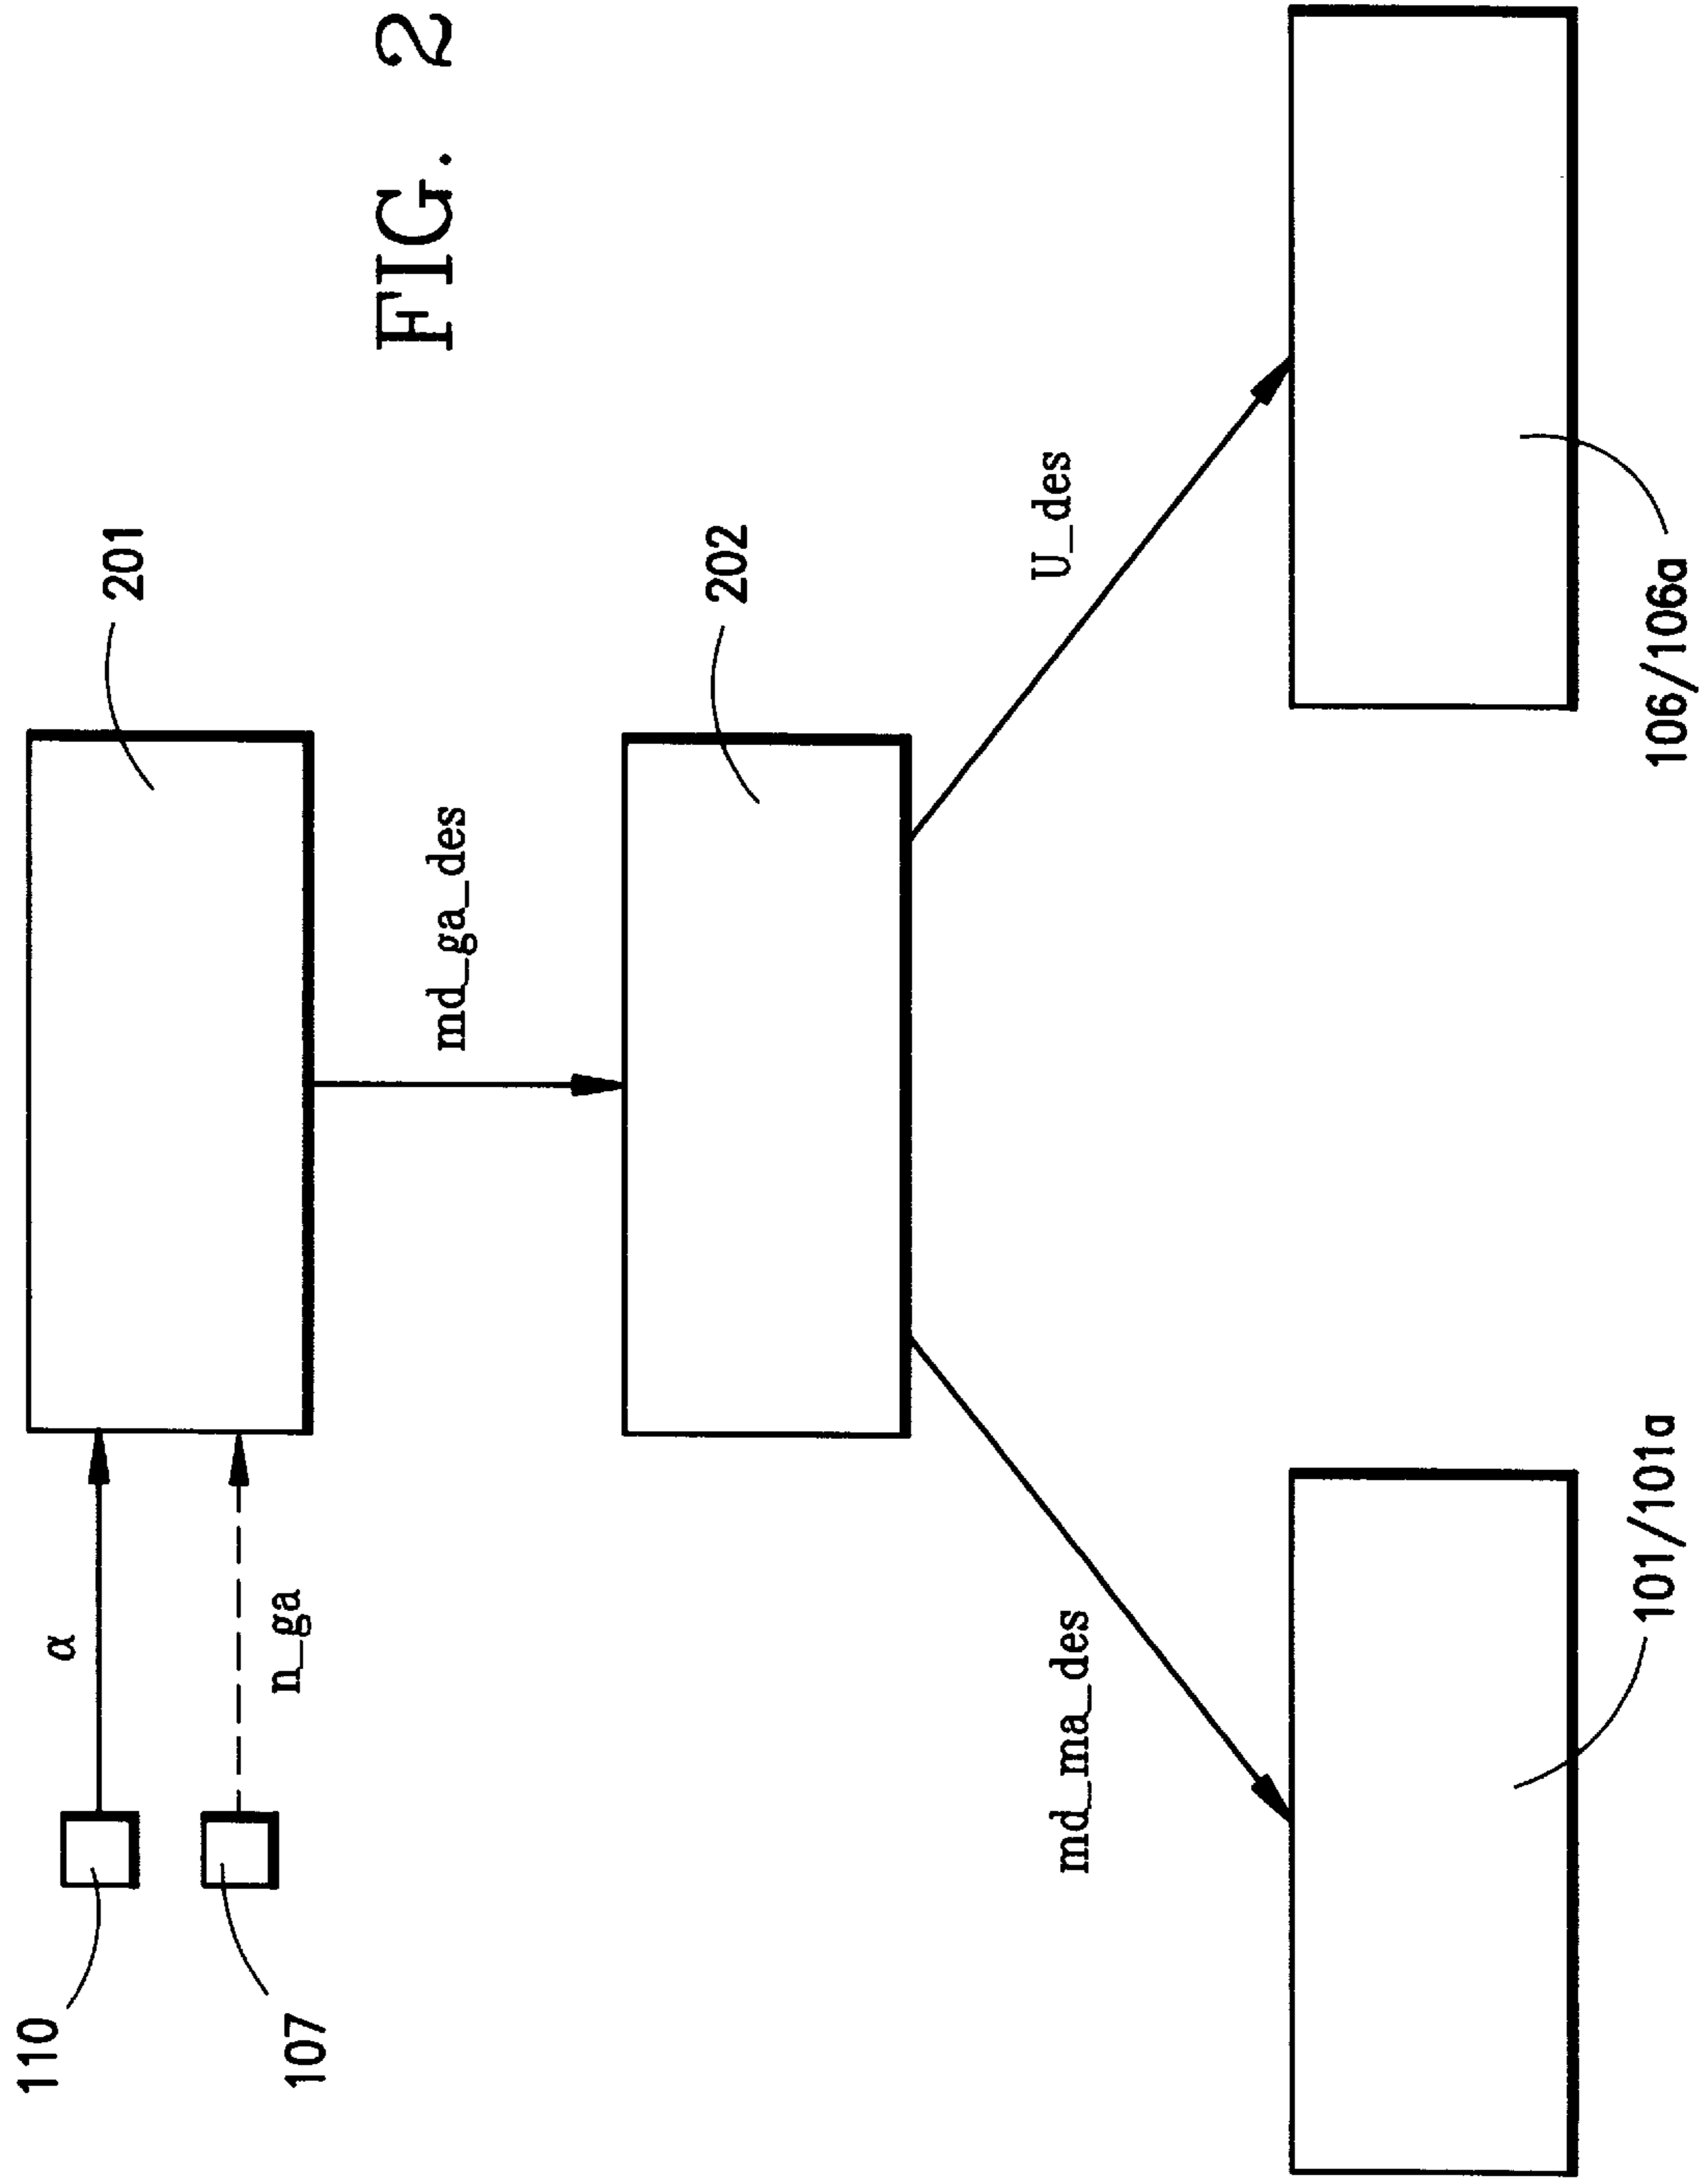 110
α
201
107
n_ga
md_ga_des
FIG. 2
202
md_ma_des
U_des
101/101a
106/106a